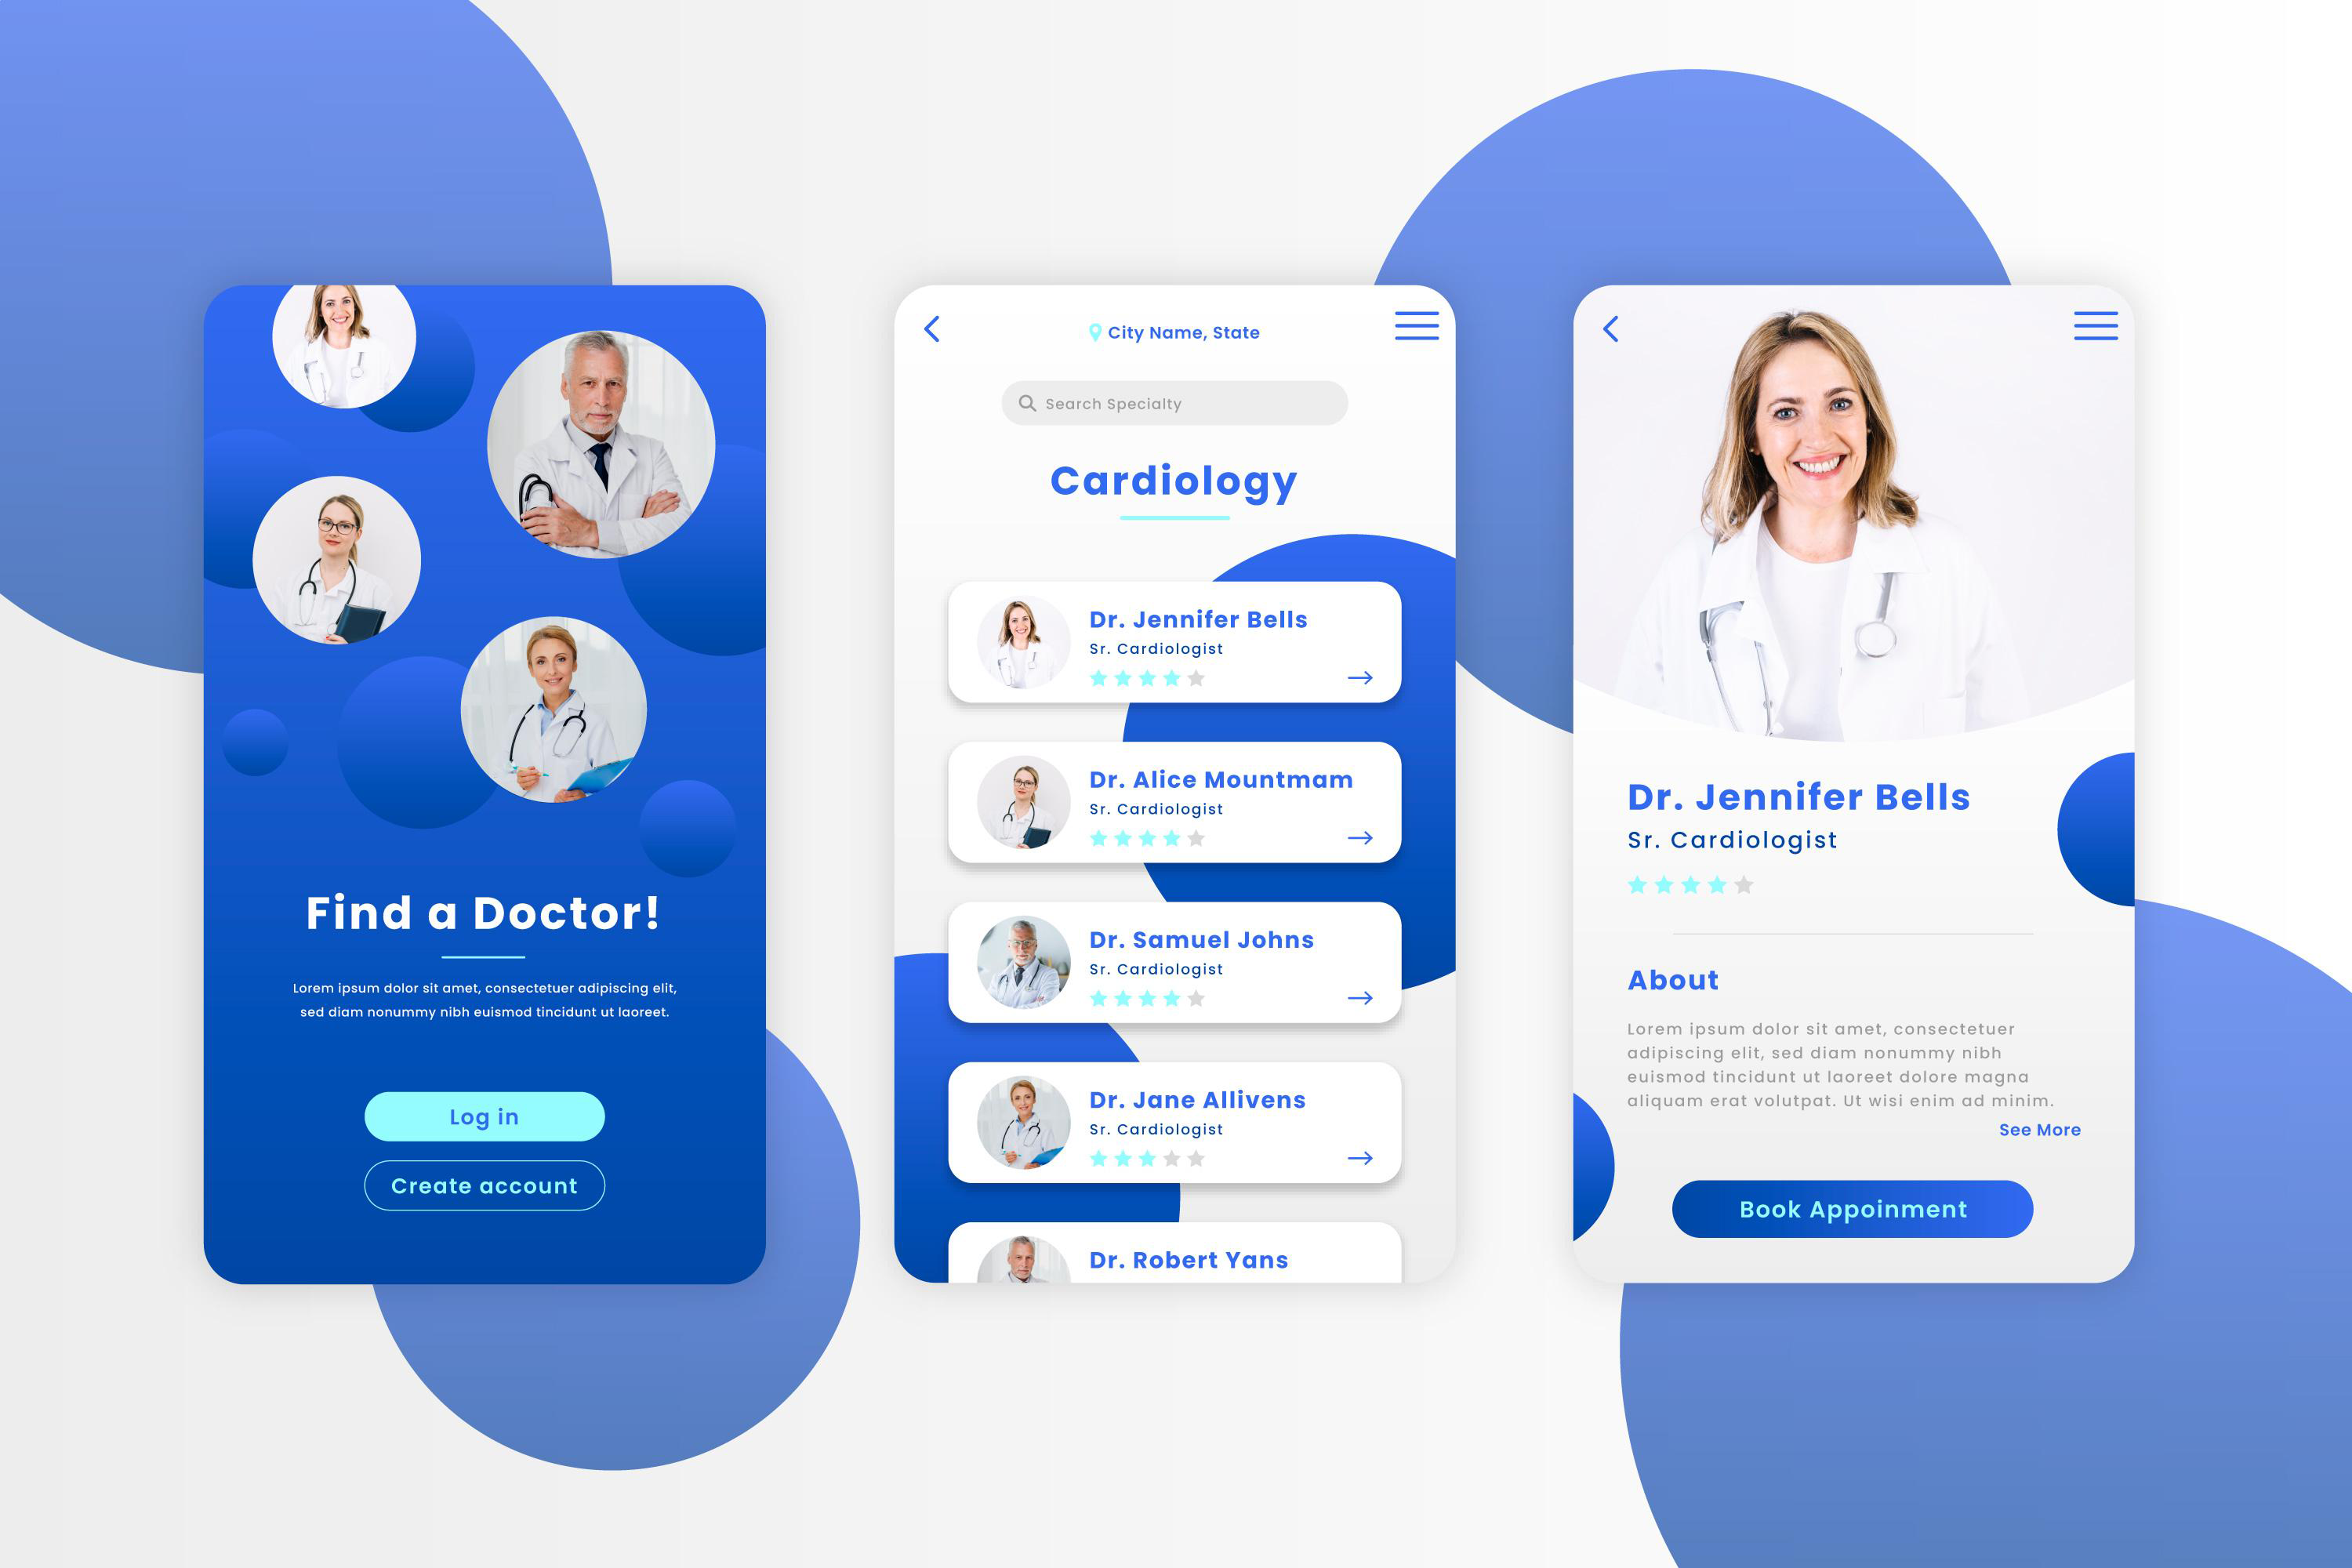 Find a Doctor!
Lorem ipsum dolor sit amet, consectetuer adipiscing elit,
sed diam nonummy nibh euismod tincidunt ut laoreet.
Log in
Create account
City Name, State
Search Specialty
Cardiology
Dr. Jennifer Bells
Sr. Cardiologist
Dr. Alice Mountmam
Sr. Cardiologist
Dr. Samuel Johns
Sr. Cardiologist
Dr. Jane Allivens
Sr. Cardiologist
Dr. Robert Yans
Dr. Jennifer Bells
Sr. Cardiologist
About
Lorem ipsum dolor sit amet, consectetuer
adipiscing elit, sed diam nonummy nibh
euismod tincidunt ut laoreet dolore magna
aliquam erat volutpat. Ut wisi enim ad minim.
See More
Book Appoinment